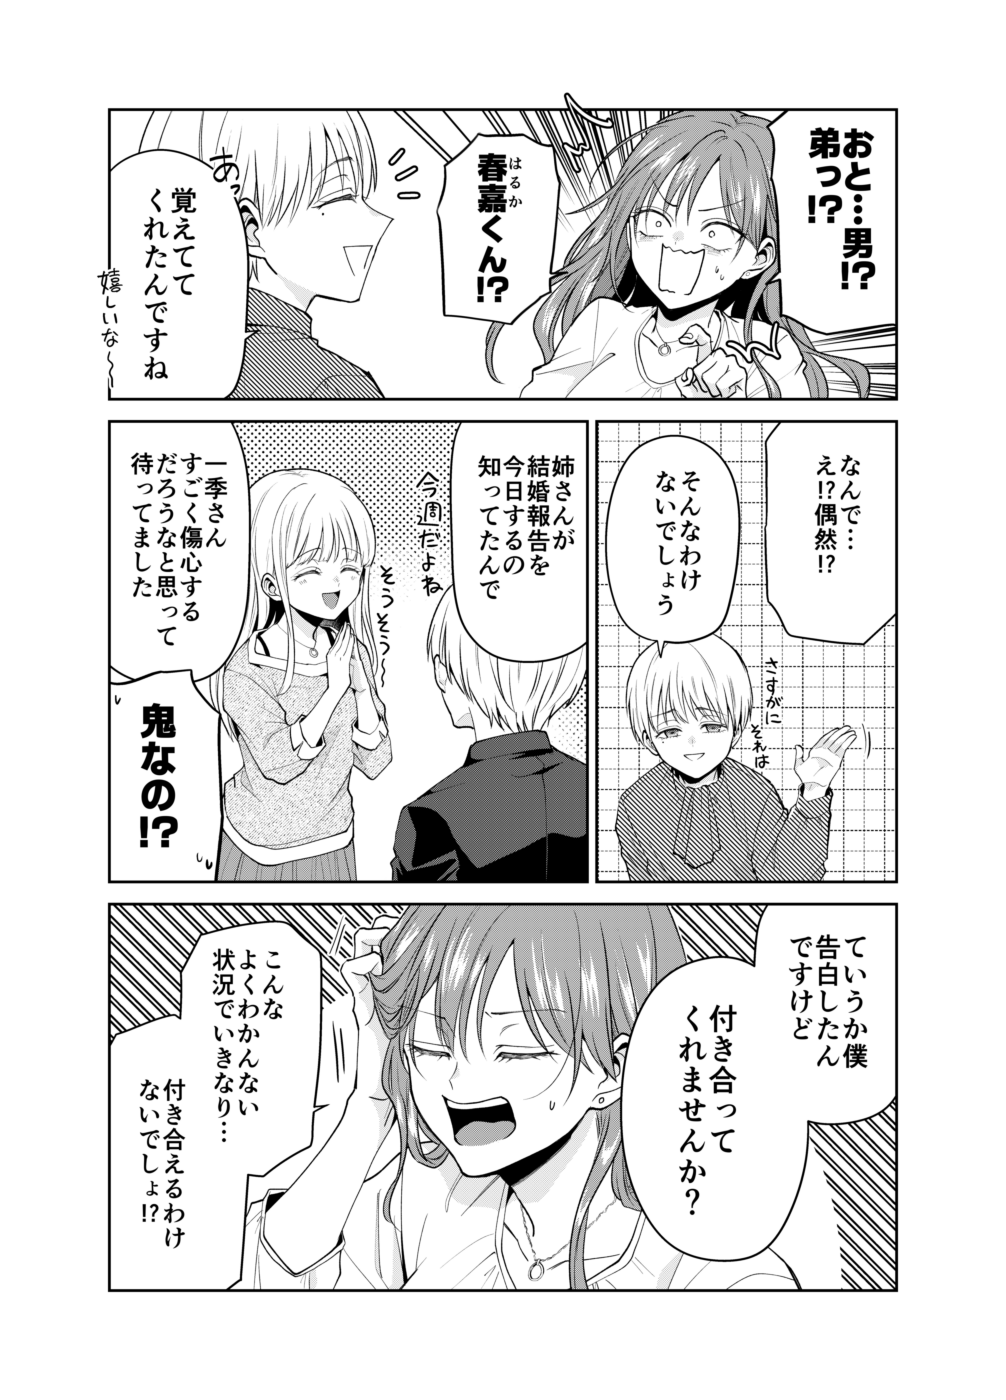 おと…男!?
弟っ!?
春嘉くん!?
はるか
あっ
覚えてて
くれたんですね
嬉しいな〜
なんで…
え!?偶然!?
そんなわけ
ないでしょう
さすがに
それは
姉さんが
結婚報告を
今日するの
知ってたんで
今週だよね
そうそう〜
一季さん
すごく傷心する
だろうなと思って
待ってました
鬼なの!?
ていうか僕
告白したん
ですけど
付き合って
くれませんか?
こんな
よくわかんない
状況でいきなり…
付き合えるわけ
ないでしょ!?